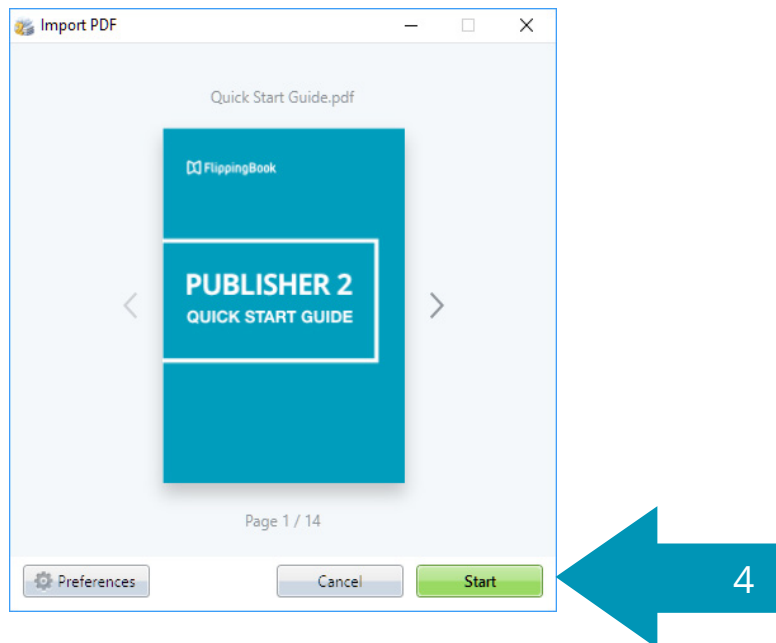 Import PDF
Quick Start Guide.pdf
FlippingBook
PUBLISHER 2
QUICK START GUIDE
Page 1 / 14
Preferences
Cancel
Start
4